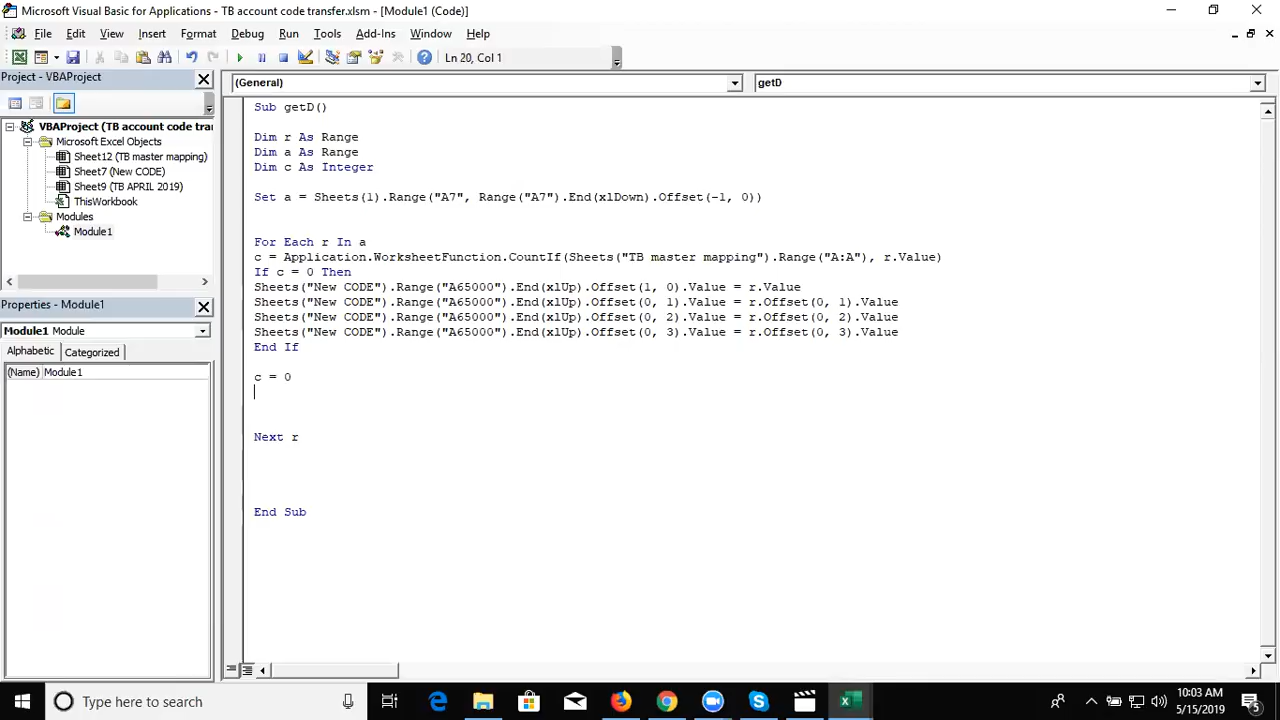 Microsoft Visual Basic for Applications - TB account code transfer.xlsm - [Module1 (Code)]
File Edit View Insert Format Debug Run Tools Add-Ins Window Help
Ln 20, Col 1
Project - VBAProject
(General) getD
VBAProject (TB account code trar
Microsoft Excel Objects
Sheet12 (TB master mapping)
Sheet7 (New CODE)
Sheet9 (TB APRIL 2019)
ThisWorkbook
Modules
Module1
Properties - Module1
Module1 Module
Alphabetic Categorized
(Name) Module1
Sub getD()
Dim r As Range
Dim a As Range
Dim c As Integer
Set a = Sheets(1).Range("A7", Range("A7").End(xlDown).Offset(-1, 0))
For Each r In a
c = Application.WorksheetFunction.CountIf(Sheets("TB master mapping").Range("A:A"), r.Value)
If c = 0 Then
Sheets("New CODE").Range("A65000").End(xlUp).Offset(1, 0).Value = r.Value
Sheets("New CODE").Range("A65000").End(xlUp).Offset(0, 1).Value = r.Offset(0, 1).Value
Sheets("New CODE").Range("A65000").End(xlUp).Offset(0, 2).Value = r.Offset(0, 2).Value
Sheets("New CODE").Range("A65000").End(xlUp).Offset(0, 3).Value = r.Offset(0, 3).Value
End If
c = 0
Next r
End Sub
Type here to search
10:03 AM
5/15/2019
5